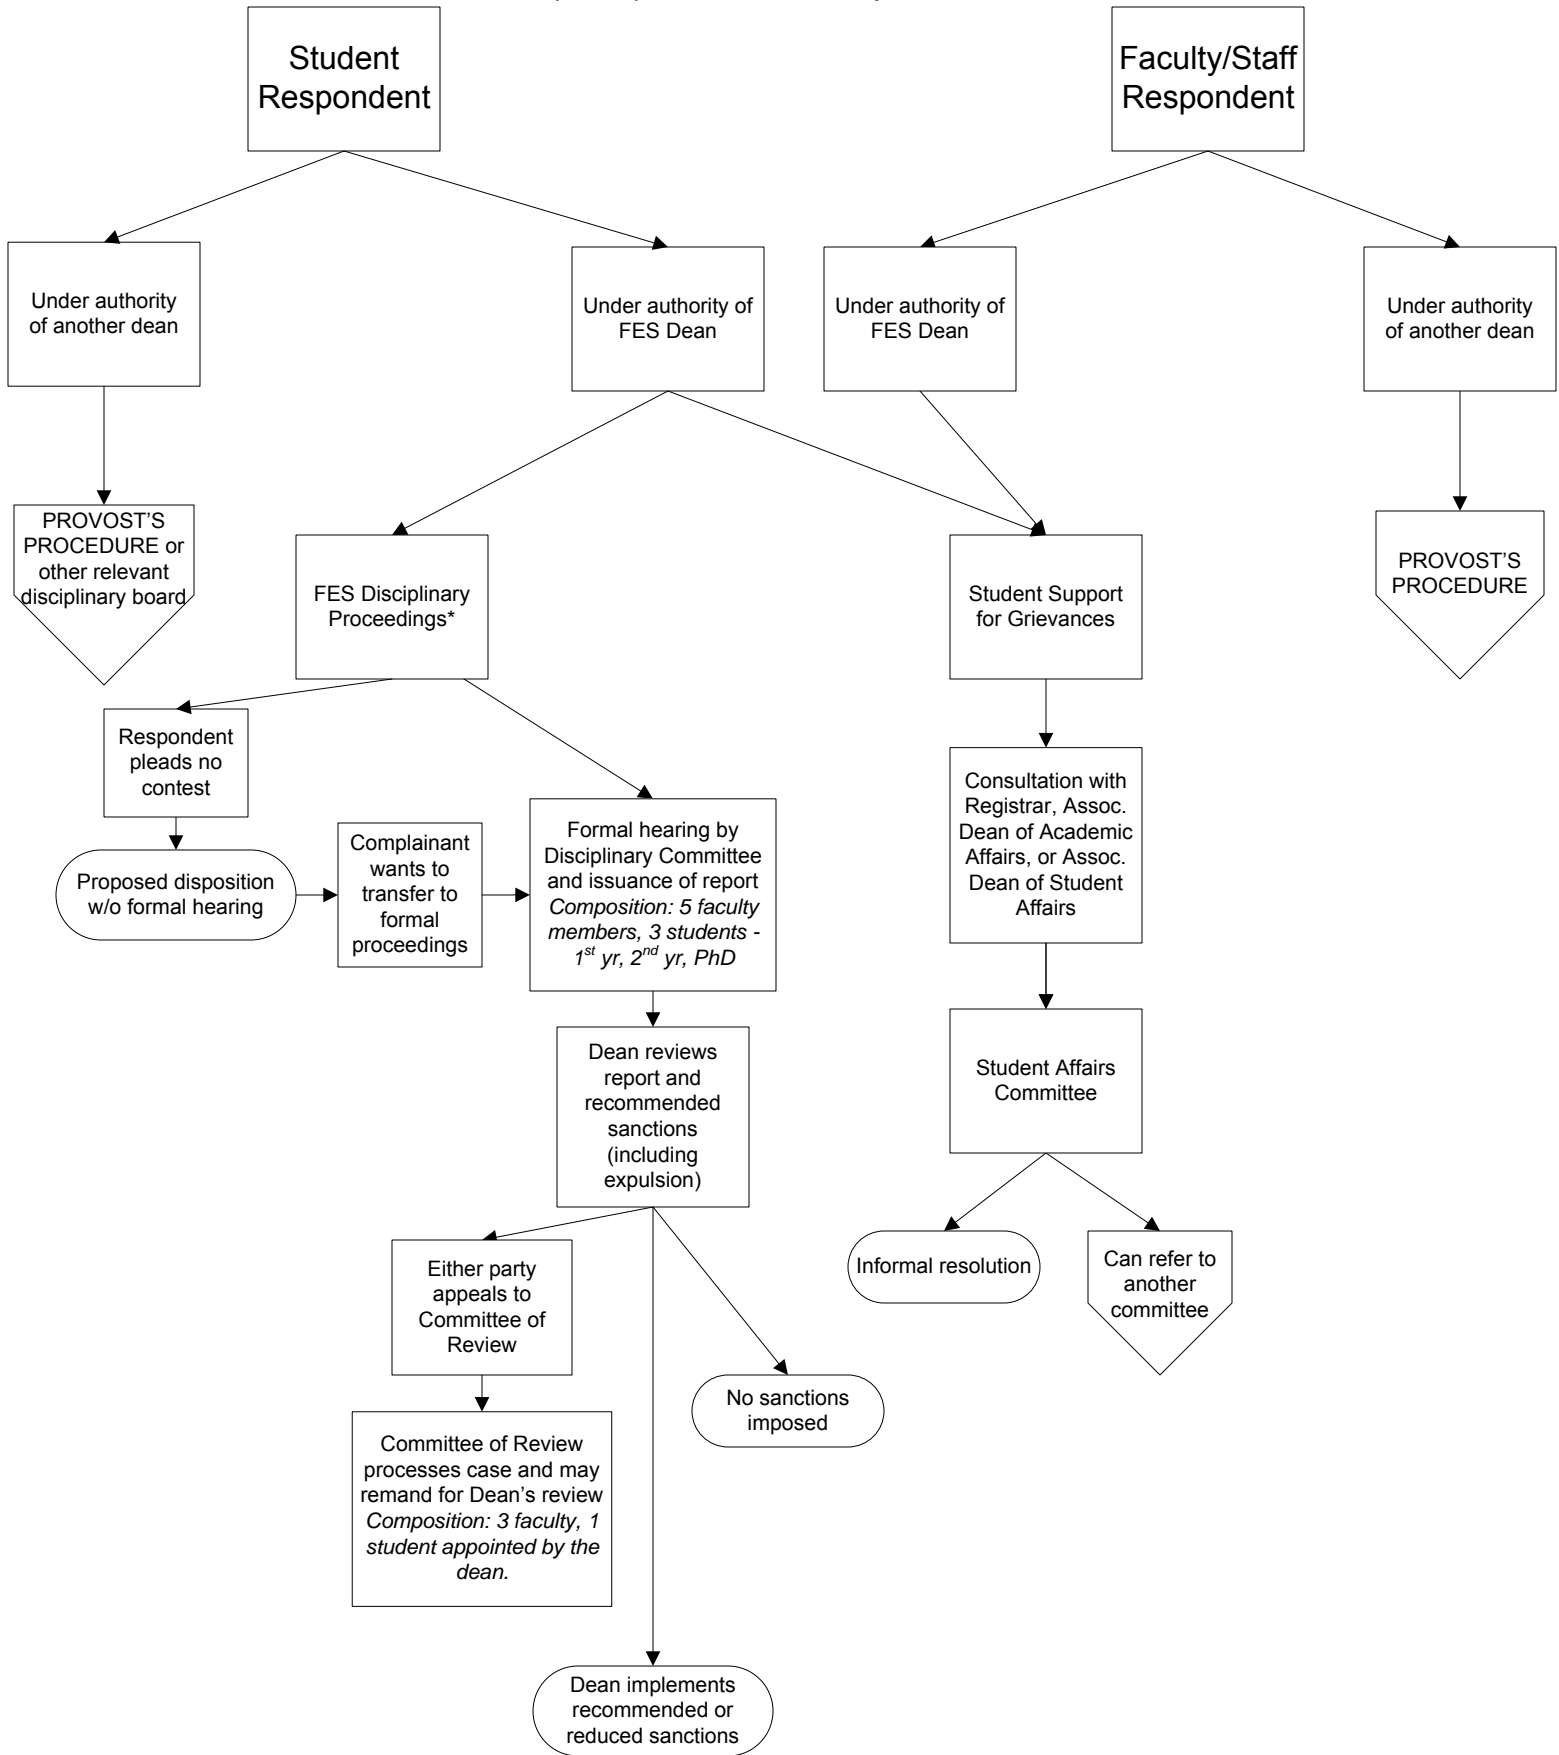 Student
Respondent
Faculty/Staff
Respondent
Under authority
of another dean
Under authority of
FES Dean
Under authority of
FES Dean
Under authority
of another dean
PROVOST'S
PROCEDURE or
other relevant
disciplinary board
FES Disciplinary
Proceedings*
Student Support
for Grievances
PROVOST'S
PROCEDURE
Respondent
pleads no
contest
Proposed disposition
w/o formal hearing
Complainant
wants to
transfer to
formal
proceedings
Formal hearing by
Disciplinary Committee
and issuance of report
Composition: 5 faculty
members, 3 students -
1st yr, 2nd yr, PhD
Consultation with
Registrar, Assoc.
Dean of Academic
Affairs, or Assoc.
Dean of Student
Affairs
Dean reviews
report and
recommended
sanctions
(including
expulsion)
Student Affairs
Committee
Either party
appeals to
Committee of
Review
Informal resolution
Can refer to
another
committee
No sanctions
imposed
Committee of Review
processes case and may
remand for Dean's review
Composition: 3 faculty, 1
student appointed by the
dean.
Dean implements
recommended or
reduced sanctions